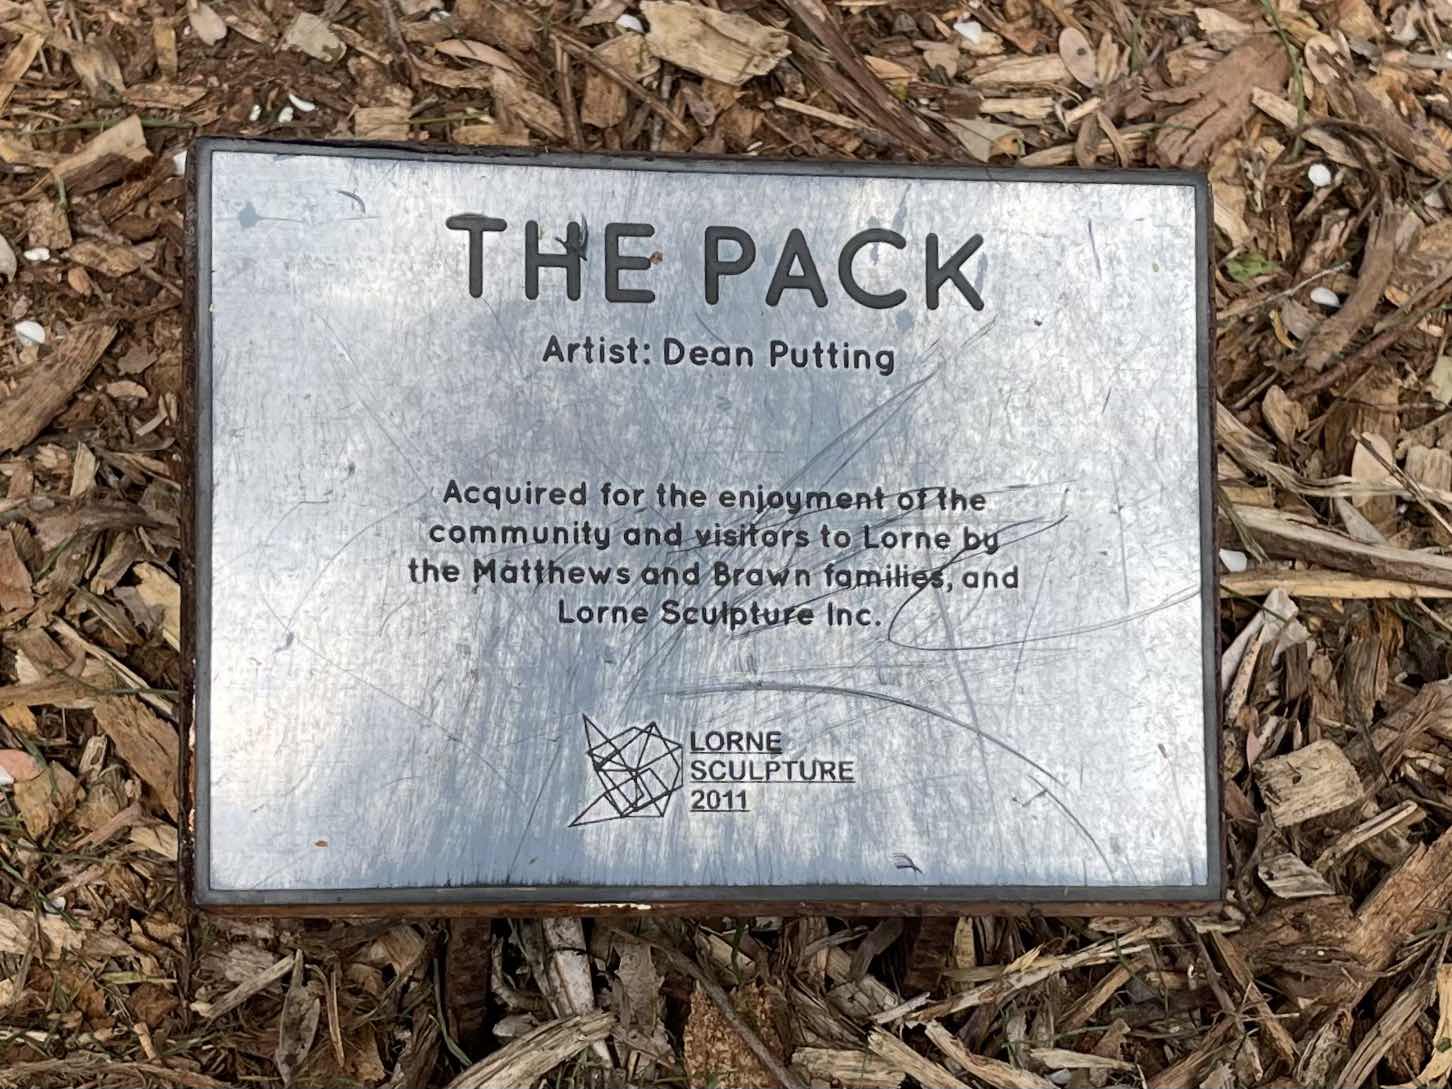 THE PACK
Artist: Dean Putting
Acquired for the enjoyment of the
community and visitors to Lorne by
the Matthews and Brawn families, and
Lorne Sculpture Inc.
LORNE
SCULPTURE
2011